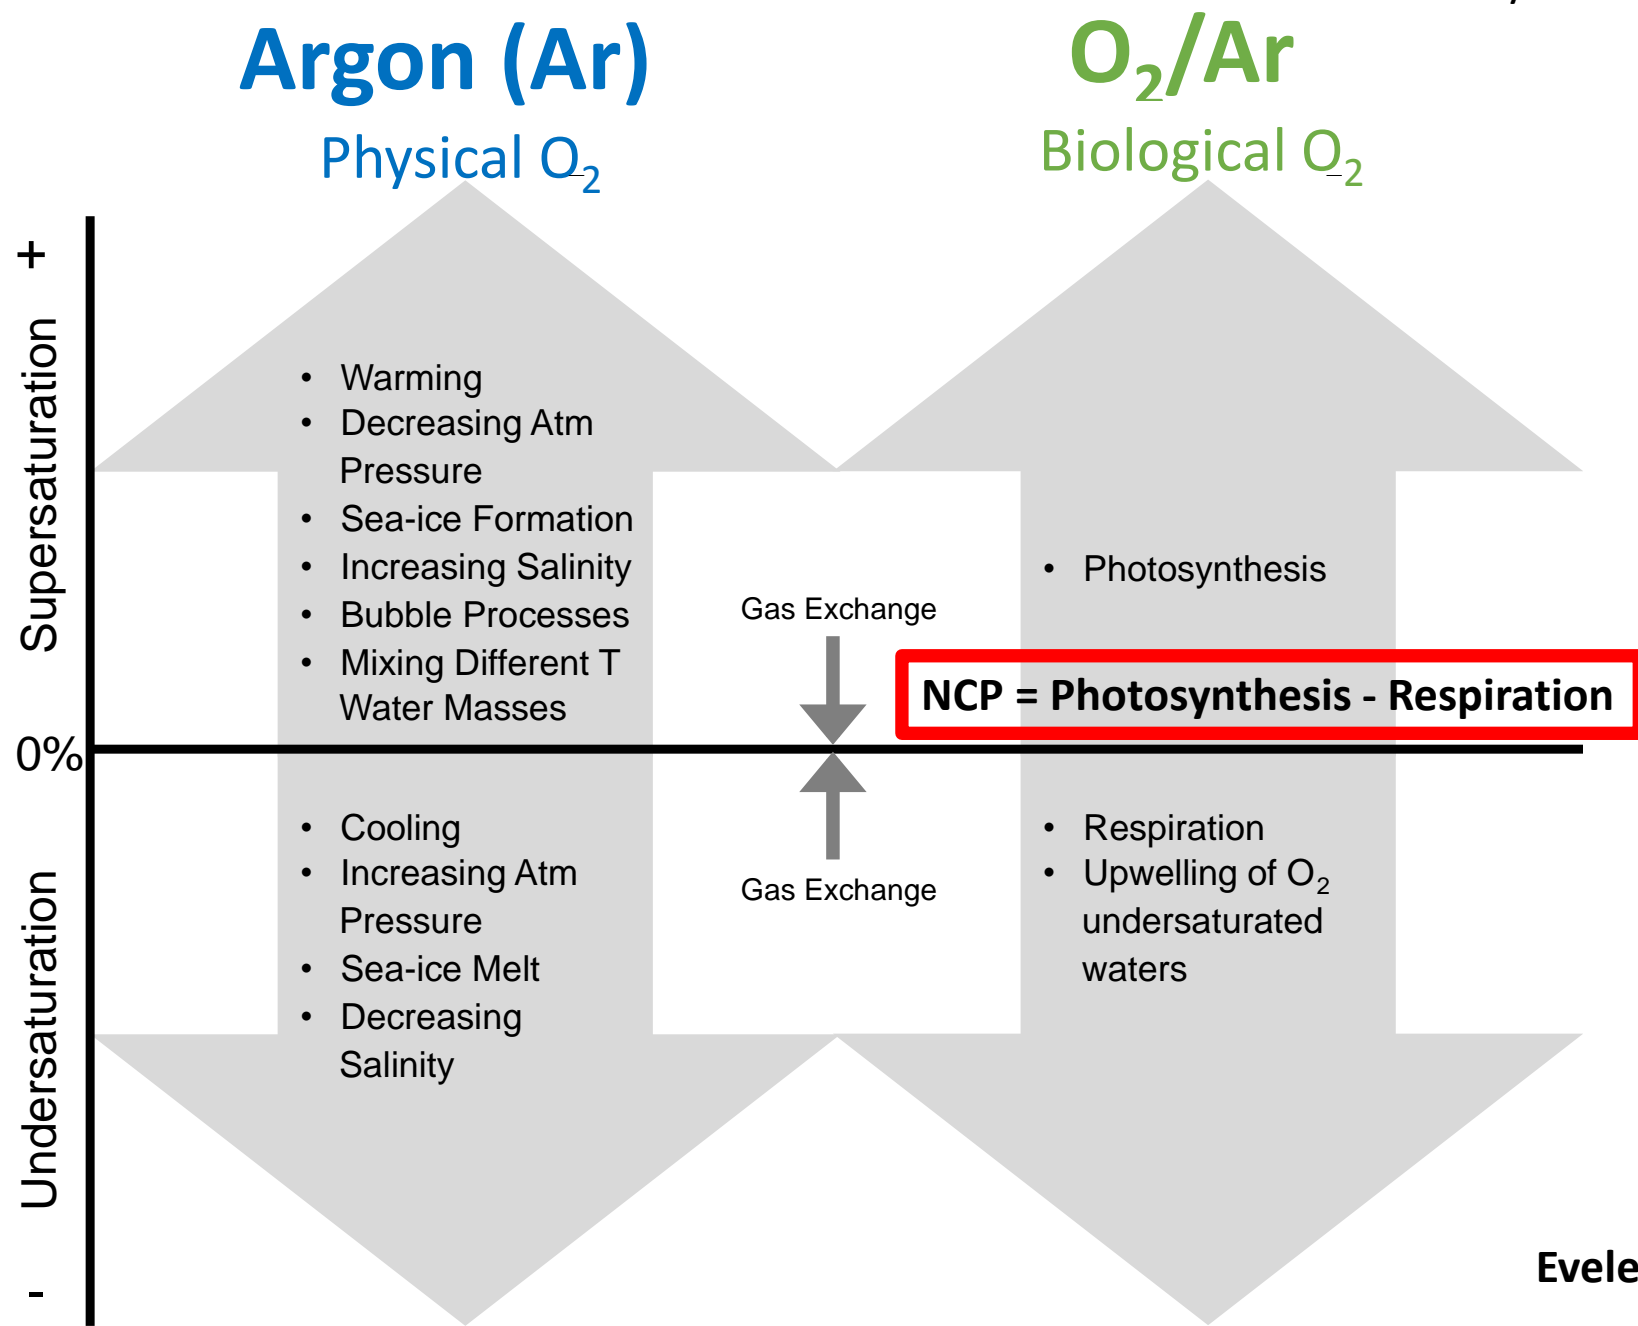 Argon (Ar)
Physical O₂
O₂/Ar
Biological O₂
+
Supersaturation
0%
Undersaturation
-
• Warming
• Decreasing Atm
Pressure
• Sea-ice Formation
• Increasing Salinity
• Bubble Processes
• Mixing Different T
Water Masses
• Cooling
• Increasing Atm
Pressure
• Sea-ice Melt
• Decreasing
Salinity
Gas Exchange
Gas Exchange
• Photosynthesis
NCP = Photosynthesis - Respiration
• Respiration
• Upwelling of O₂
undersaturated
waters
Evele